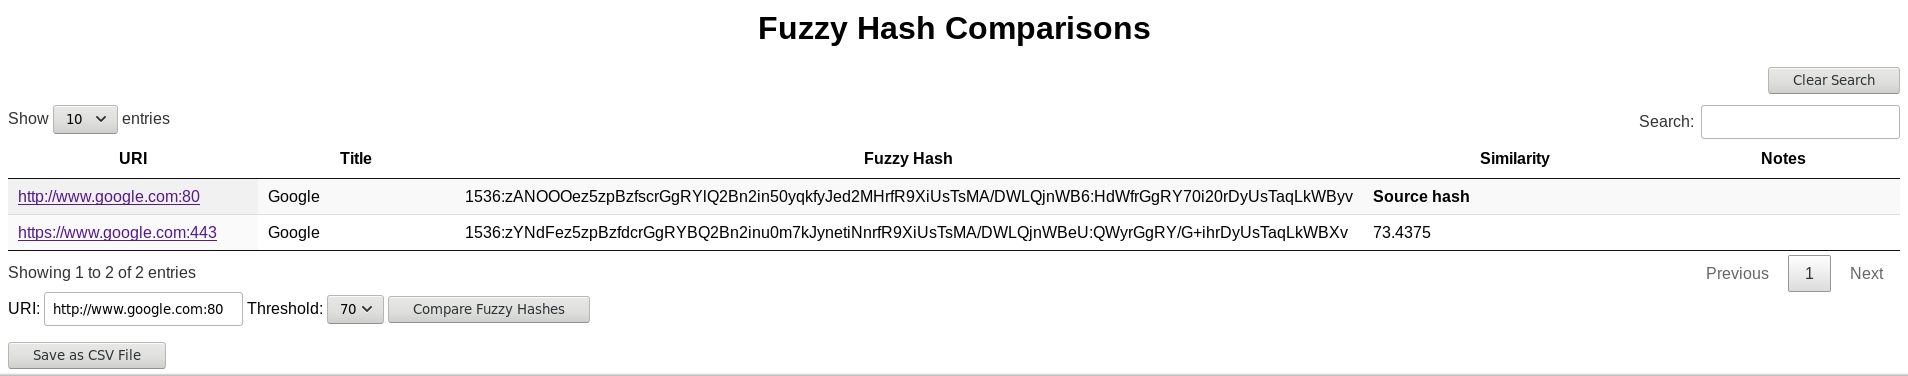 Fuzzy Hash Comparisons
Clear Search
Show 10 entries Search:
URI Title Fuzzy Hash Similarity Notes
http://www.google.com:80 Google 1536:zANOOOez5zpBzfscrGgRYlQ2Bn2in50yqkfyJed2MHrfR9XiUsTsMA/DWLQjnWB6:HdWfrGgRY70i20rDyUsTaqLkWByv Source hash
https://www.google.com:443 Google 1536:zYNdFez5zpBzfdcrGgRYBQ2Bn2inu0m7kJynetiNnrfR9XiUsTsMA/DWLQjnWBeU:QWyrGgRY/G+ihrDyUsTaqLkWBXv 73.4375
Showing 1 to 2 of 2 entries Previous 1 Next
URI: http://www.google.com:80 Threshold: 70 Compare Fuzzy Hashes
Save as CSV File